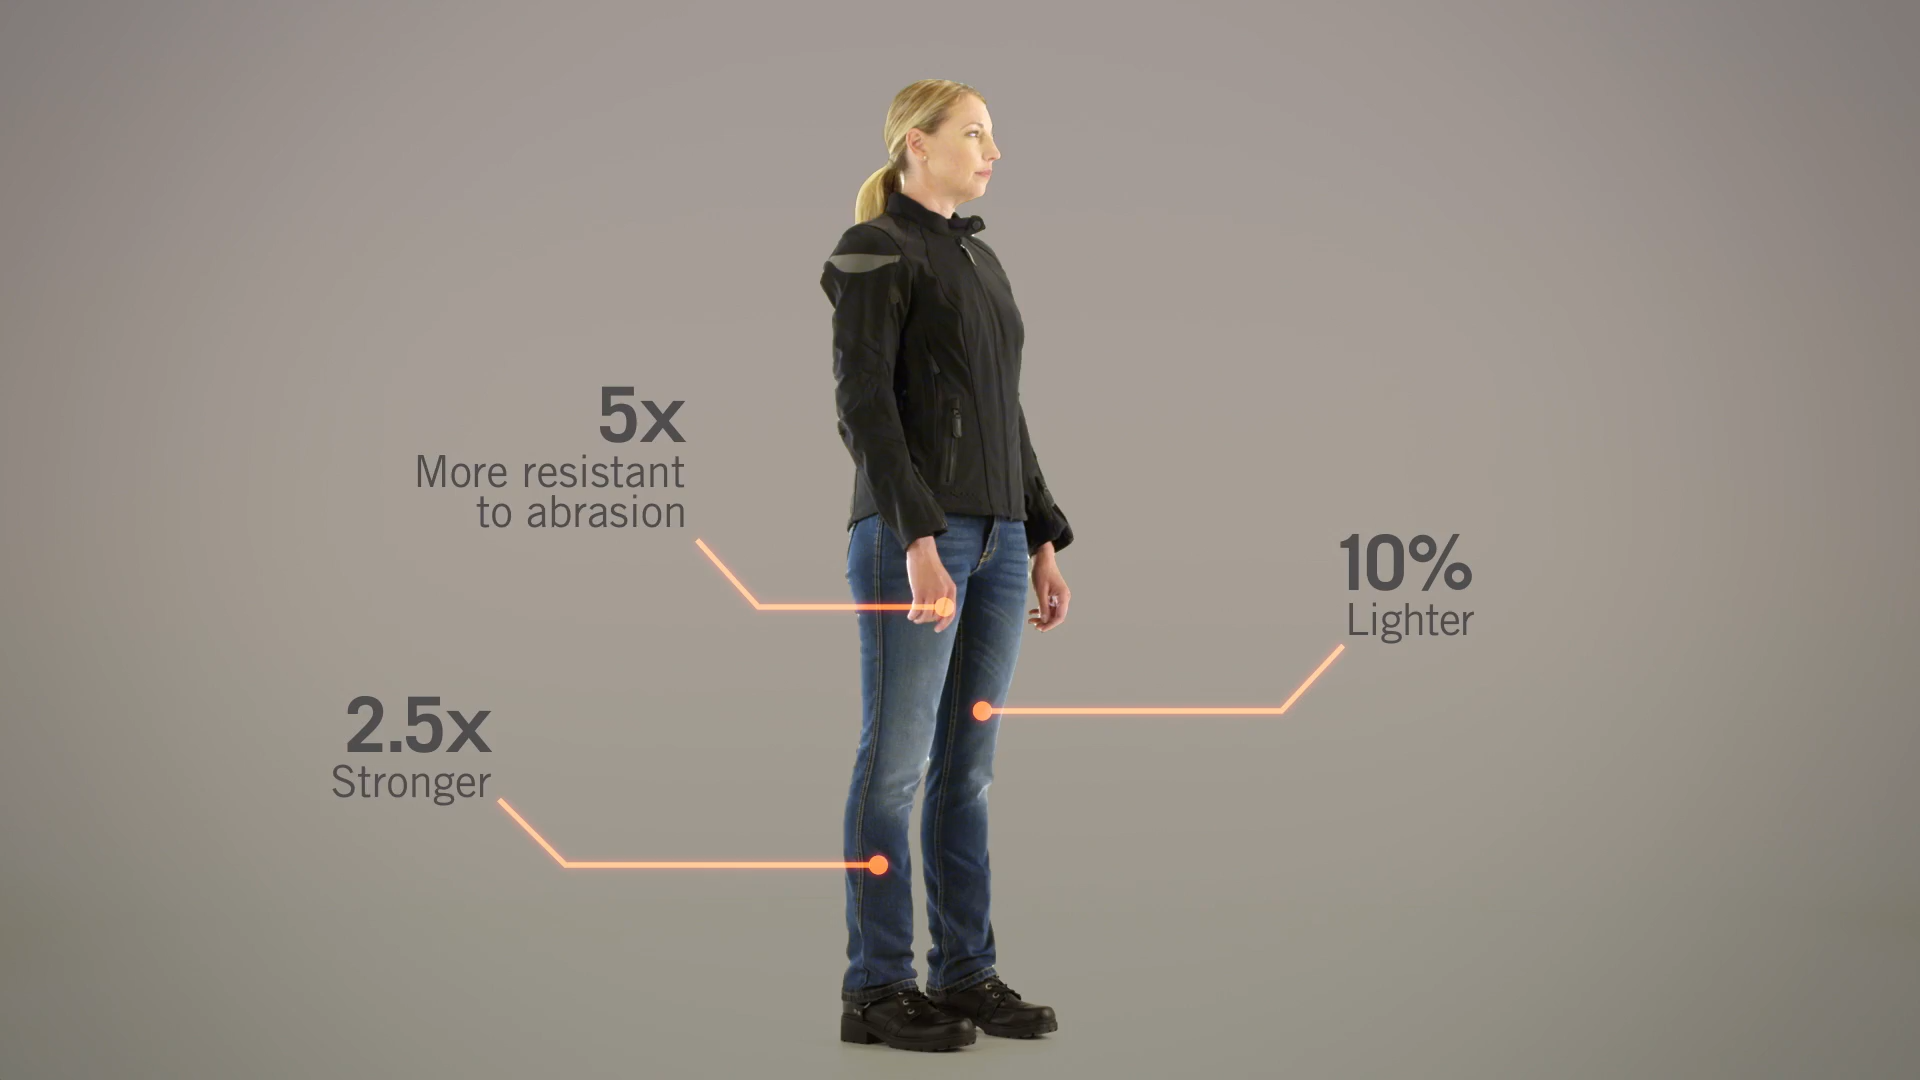 5x
More resistant
to abrasion
10%
Lighter
2.5x
Stronger